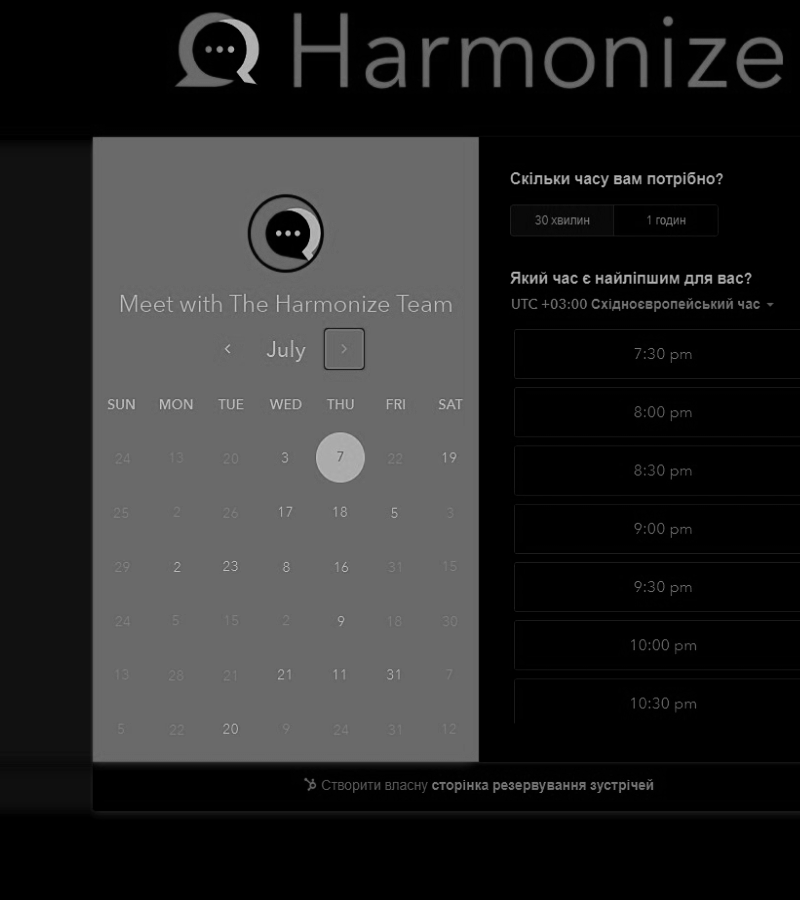 Harmonize
Meet with The Harmonize Team
July
SUN MON TUE WED THU FRI SAT
24 13 20 3 7 22 19
25 2 26 17 18 5 3
29 2 23 8 16 31 15
24 5 15 2 9 18 30
13 28 21 21 11 31 7
5 22 20 9 24 31 12
Скільки часу вам потрібно?
30 хвилин 1 годин
Який час є найліпшим для вас?
UTC +03:00 Східноєвропейський час
7:30 pm
8:00 pm
8:30 pm
9:00 pm
9:30 pm
10:00 pm
10:30 pm
Створити власну сторінка резервування зустрічей